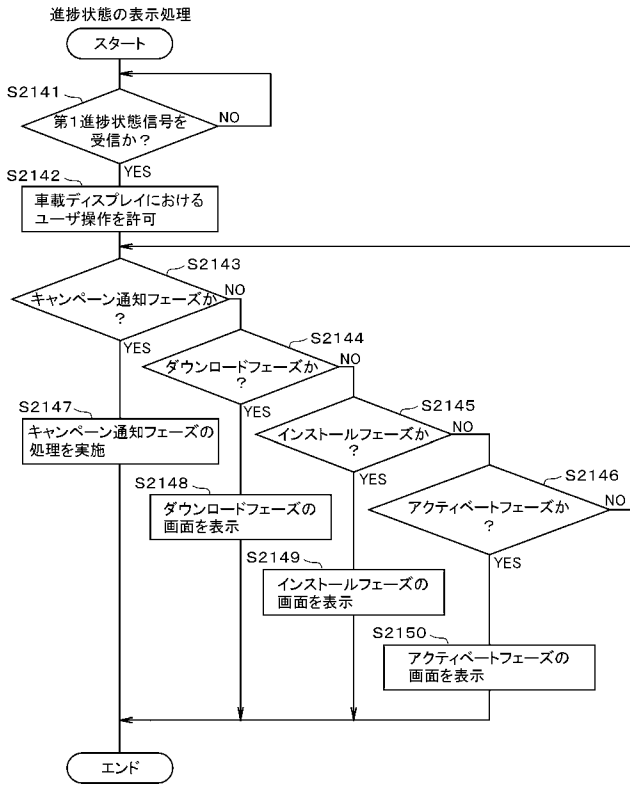 進捗状態の表示処理
スタート
S2141
第1進捗状態信号を
受信か？
NO
YES
S2142
車載ディスプレイにおける
ユーザ操作を許可
S2143
キャンペーン通知フェーズか
？
NO
YES
S2144
ダウンロードフェーズか
？
NO
YES
S2145
インストールフェーズか
？
NO
YES
S2146
アクティベートフェーズか
？
NO
YES
S2147
キャンペーン通知フェーズの
処理を実施
S2148
ダウンロードフェーズの
画面を表示
S2149
インストールフェーズの
画面を表示
S2150
アクティベートフェーズの
画面を表示
エンド